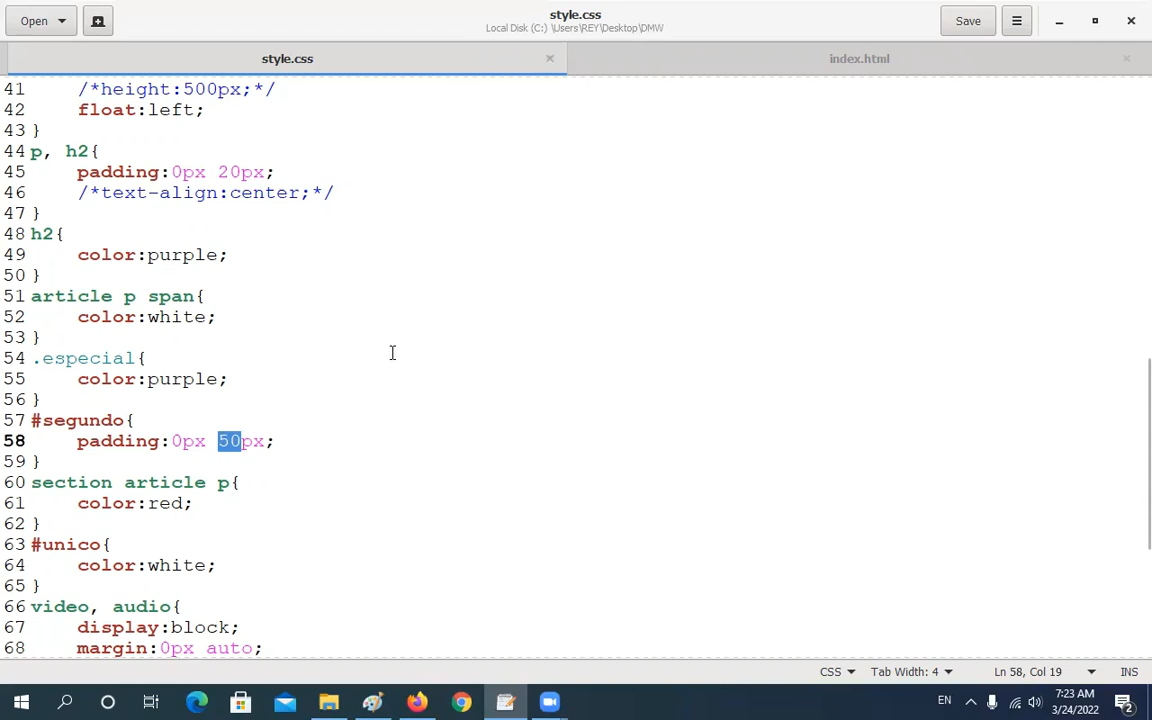 Open
style.css
Local Disk (C:) \Users\REY\Desktop\DMW
Save
style.css
index.html
41 /*height:500px;*/
42 float:left;
43 }
44 p, h2{
45 padding:0px 20px;
46 /*text-align:center;*/
47 }
48 h2{
49 color:purple;
50 }
51 article p span{
52 color:white;
53 }
54 .especial{
55 color:purple;
56 }
57 #segundo{
58 padding:0px 50px;
59 }
60 section article p{
61 color:red;
62 }
63 #unico{
64 color:white;
65 }
66 video, audio{
67 display:block;
68 margin:0px auto;
CSS
Tab Width: 4
Ln 58, Col 19
INS
EN
7:23 AM
3/24/2022
2